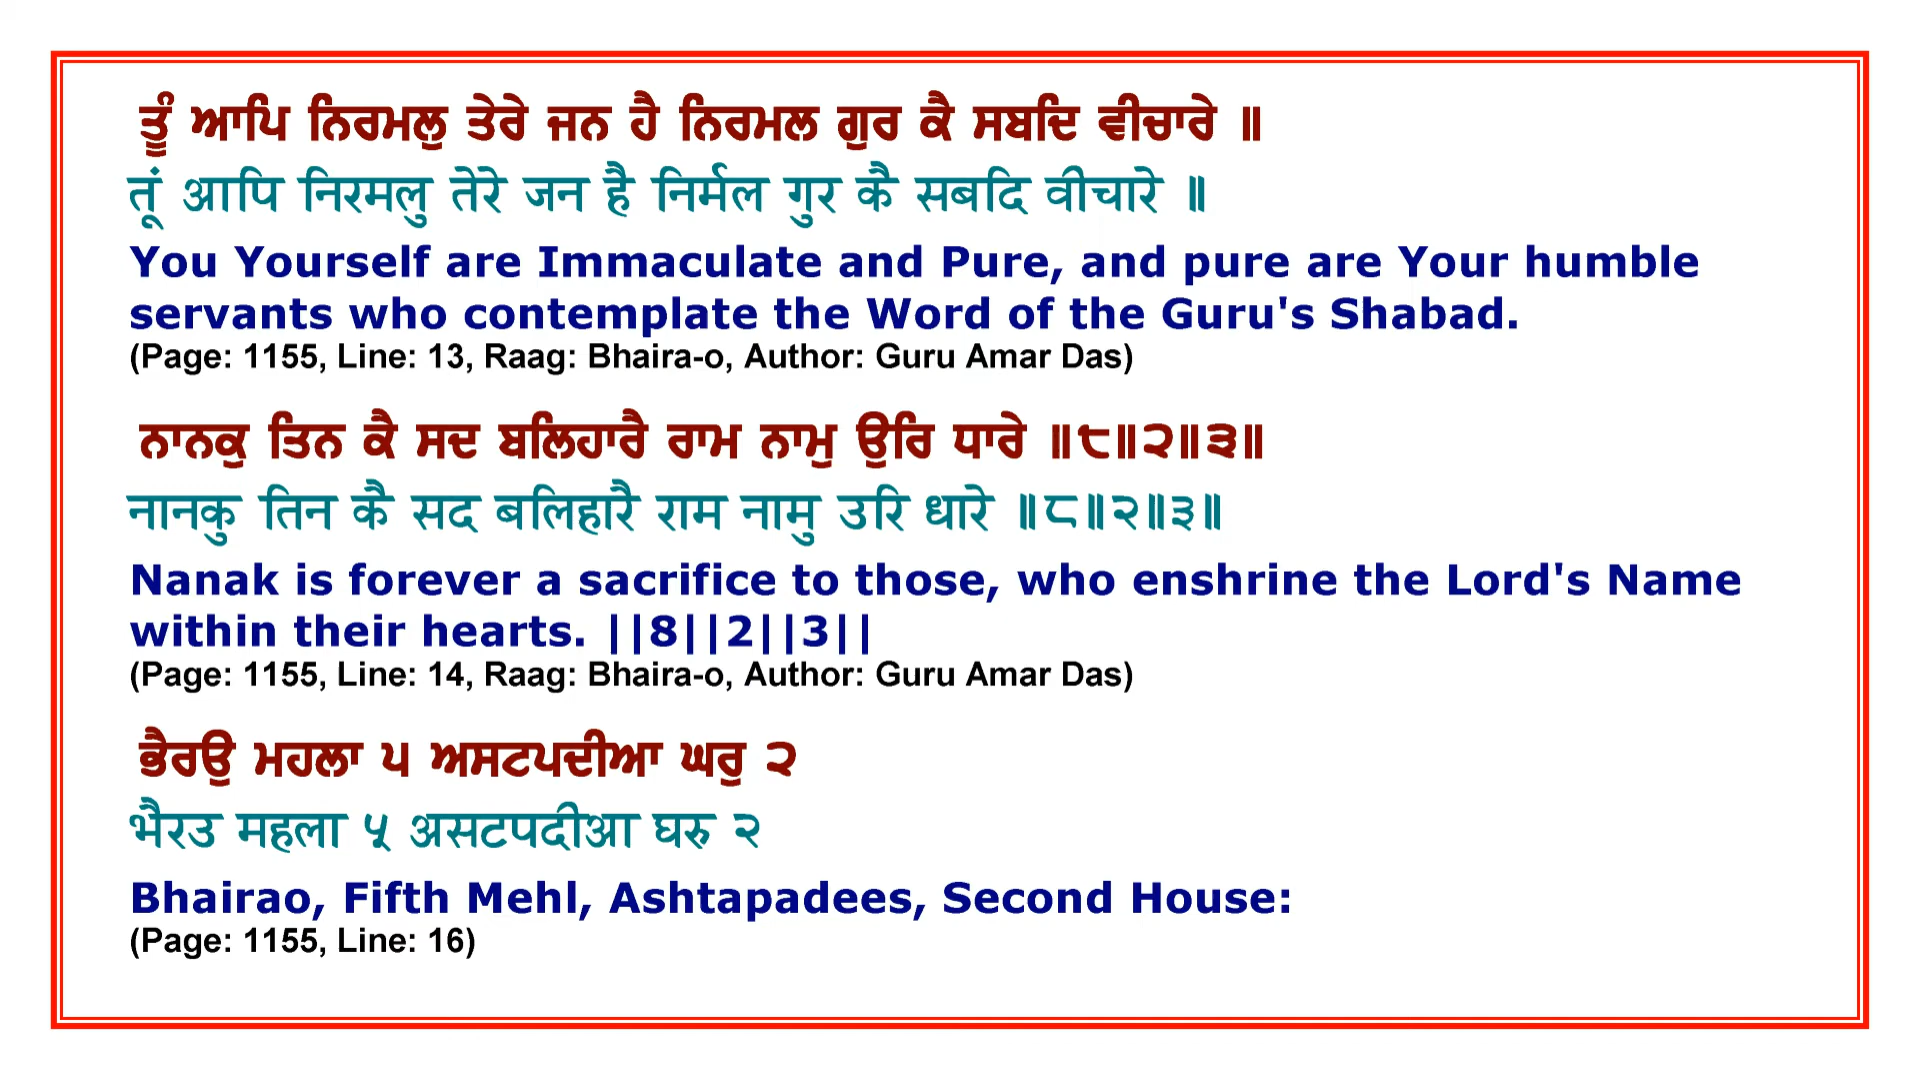 ਤੂੰ ਆਪਿ ਨਿਰਮਲੁ ਤੇਰੇ ਜਨ ਹੈ ਨਿਰਮਲ ਗੁਰ ਕੈ ਸਬਦਿ ਵੀਚਾਰੇ ॥
तूं आपि निरमलु तेरे जन है निर्मल गुर कै सबदि वीचारे ॥
You Yourself are Immaculate and Pure, and pure are Your humble
servants who contemplate the Word of the Guru's Shabad.
(Page: 1155, Line: 13, Raag: Bhaira-o, Author: Guru Amar Das)
ਨਾਨਕੁ ਤਿਨ ਕੈ ਸਦ ਬਲਿਹਾਰੈ ਰਾਮ ਨਾਮੁ ਉਰਿ ਧਾਰੇ ॥੮॥੨॥੩॥
नानकु तिन कै सद बलिहारै राम नामु उरि धारे ॥८॥२॥३॥
Nanak is forever a sacrifice to those, who enshrine the Lord's Name
within their hearts. ||8||2||3||
(Page: 1155, Line: 14, Raag: Bhaira-o, Author: Guru Amar Das)
ਭੈਰਉ ਮਹਲਾ ੫ ਅਸਟਪਦੀਆ ਘਰੁ ੨
भैरउ महला ५ असटपदीआ घरु २
Bhairao, Fifth Mehl, Ashtapadees, Second House:
(Page: 1155, Line: 16)